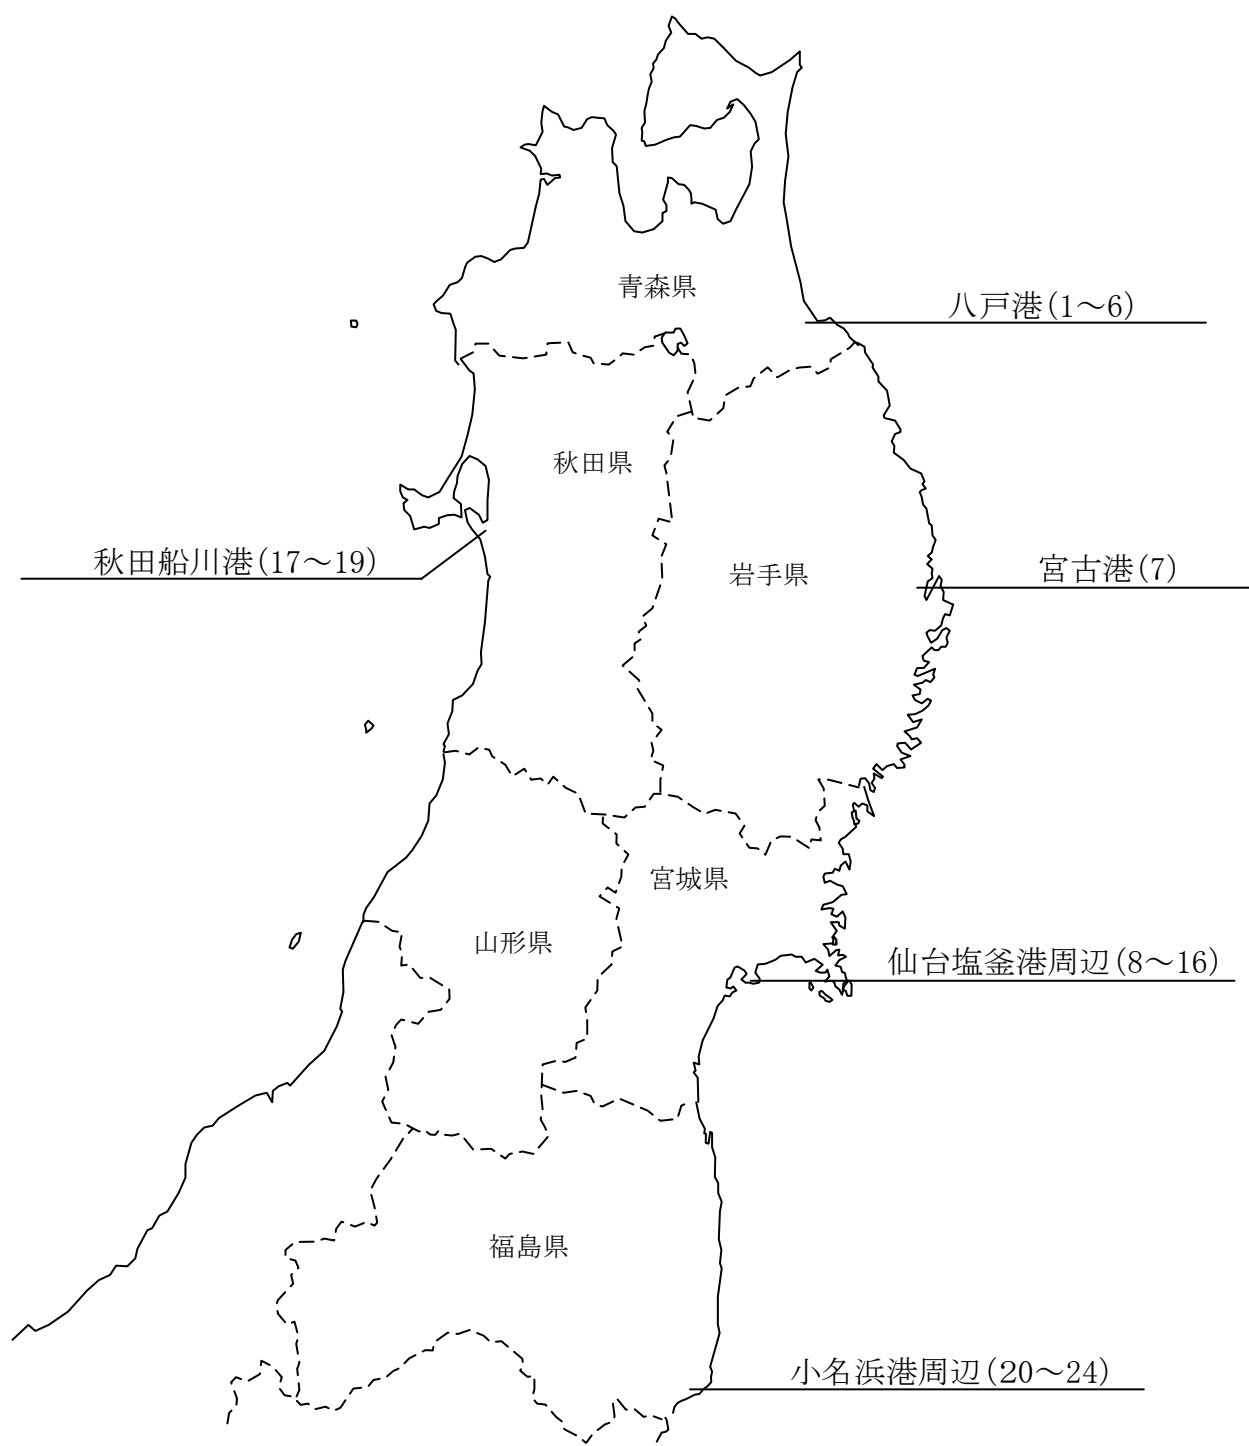 青森県
八戸港(1～6)
秋田県
秋田船川港(17～19)
岩手県
宮古港(7)
宮城県
山形県
仙台塩釜港周辺(8～16)
福島県
小名浜港周辺(20～24)